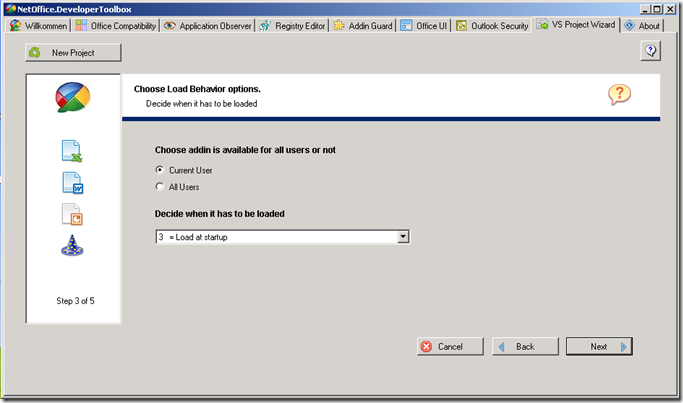 NetOffice.DeveloperToolbox
Willkommen
Office Compatibility
Application Observer
Registry Editor
Addin Guard
Office UI
Outlook Security
VS Project Wizard
About
New Project
Choose Load Behavior options.
Decide when it has to be loaded
Choose addin is available for all users or not
Current User
All Users
Decide when it has to be loaded
3 = Load at startup
Step 3 of 5
Cancel
Back
Next